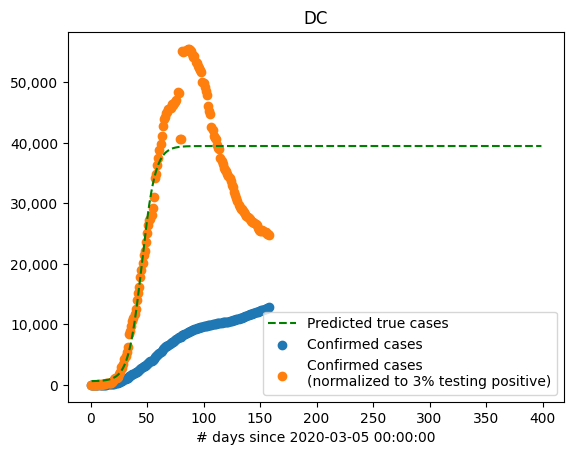 DC
50,000
40,000
30,000
20,000
10,000
0
Predicted true cases
Confirmed cases
Confirmed cases
(normalized to 3% testing positive)
0 50 100 150 200 250 300 350 400
# days since 2020-03-05 00:00:00